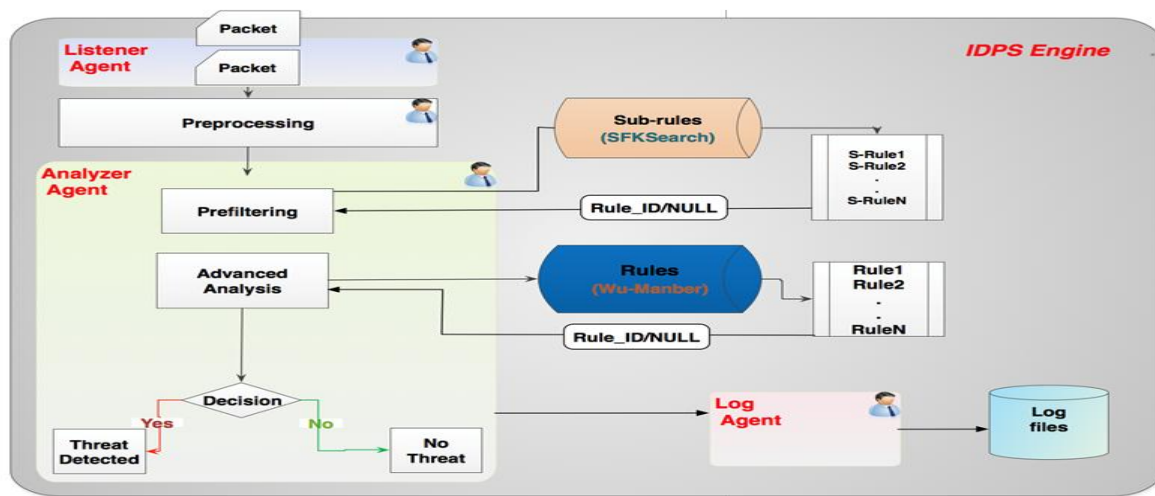 Packet
IDPS Engine
Listener
Agent
Packet
Preprocessing
Sub-rules
(SFKSearch)
S-Rule1
S-Rule2
.
.
S-RuleN
Analyzer
Agent
Prefiltering
Rule_ID/NULL
Advanced
Analysis
Rules
(Wu-Manber)
Rule1
Rule2
.
.
RuleN
Rule_ID/NULL
Decision
Yes
No
Threat
Detected
No
Threat
Log
Agent
Log
files